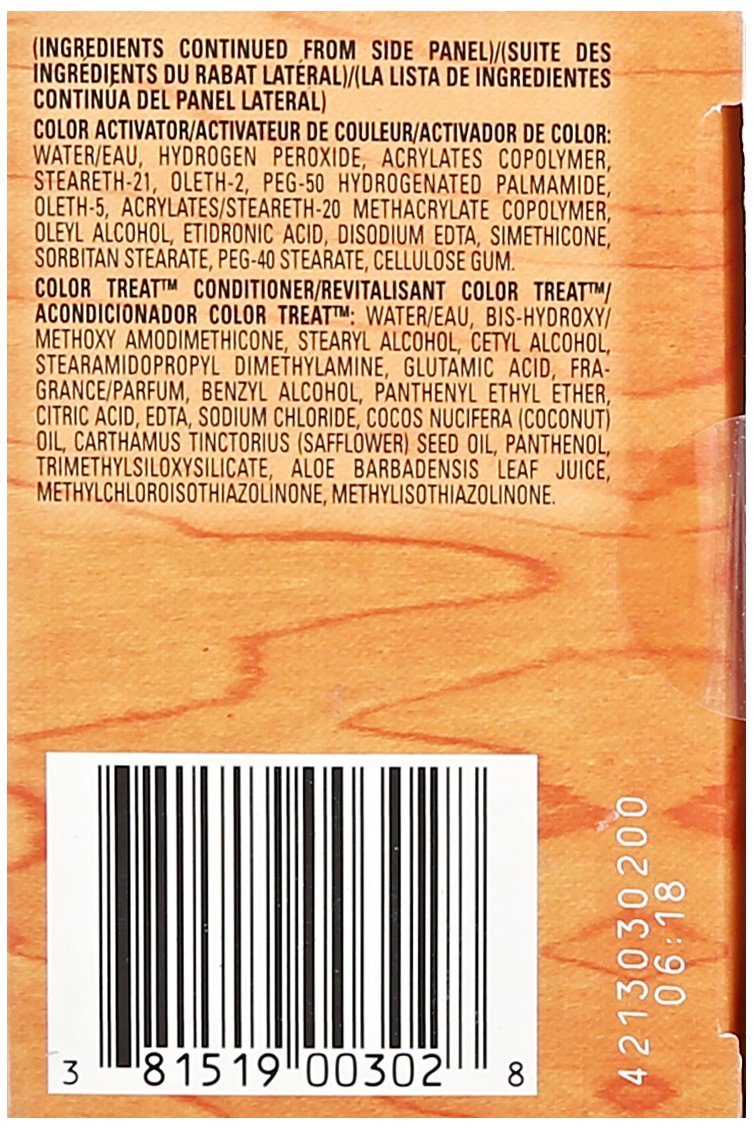 (INGREDIENTS CONTINUED FROM SIDE PANEL)/(SUITE DES
INGRÉDIENTS DU RABAT LATÉRAL)/(LA LISTA DE INGREDIENTES
CONTINÚA DEL PANEL LATERAL)
COLOR ACTIVATOR/ACTIVATEUR DE COULEUR/ACTIVADOR DE COLOR:
WATER/EAU, HYDROGEN PEROXIDE, ACRYLATES COPOLYMER,
STEARETH-21, OLETH-2, PEG-50 HYDROGENATED PALMAMIDE,
OLETH-5, ACRYLATES/STEARETH-20 METHACRYLATE COPOLYMER,
OLEYL ALCOHOL, ETIDRONIC ACID, DISODIUM EDTA, SIMETHICONE,
SORBITAN STEARATE, PEG-40 STEARATE, CELLULOSE GUM.
COLOR TREAT™ CONDITIONER/REVITALISANT COLOR TREAT™/
ACONDICIONADOR COLOR TREAT™: WATER/EAU, BIS-HYDROXY/
METHOXY AMODIMETHICONE, STEARYL ALCOHOL, CETYL ALCOHOL,
STEARAMIDOPROPYL DIMETHYLAMINE, GLUTAMIC ACID, FRA-
GRANCE/PARFUM, BENZYL ALCOHOL, PANTHENYL ETHYL ETHER,
CITRIC ACID, EDTA, SODIUM CHLORIDE, COCOS NUCIFERA (COCONUT)
OIL, CARTHAMUS TINCTORIUS (SAFFLOWER) SEED OIL, PANTHENOL,
TRIMETHYLSILOXYSILICATE, ALOE BARBADENSIS LEAF JUICE,
METHYLCHLOROISOTHIAZOLINONE, METHYLISOTHIAZOLINONE.
3 81519 00302 8
42130302​00
06:18